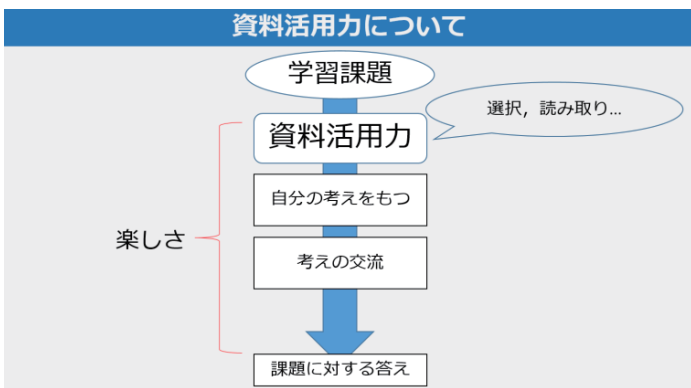 資料活用力について
学習課題
選択，読み取り…
資料活用力
自分の考えをもつ
楽しさ
考えの交流
課題に対する答え